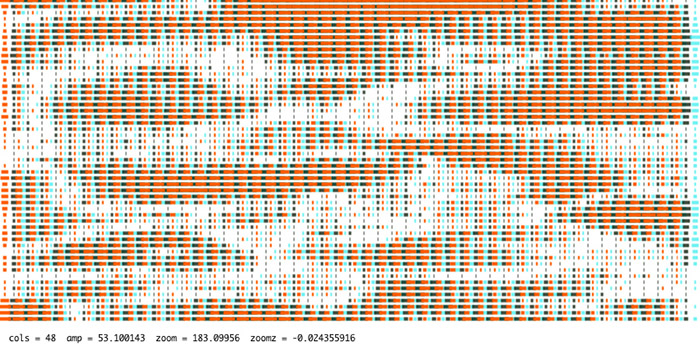 cols = 48  amp = 53.100143  zoom = 183.09956  zoomz = -0.024355916